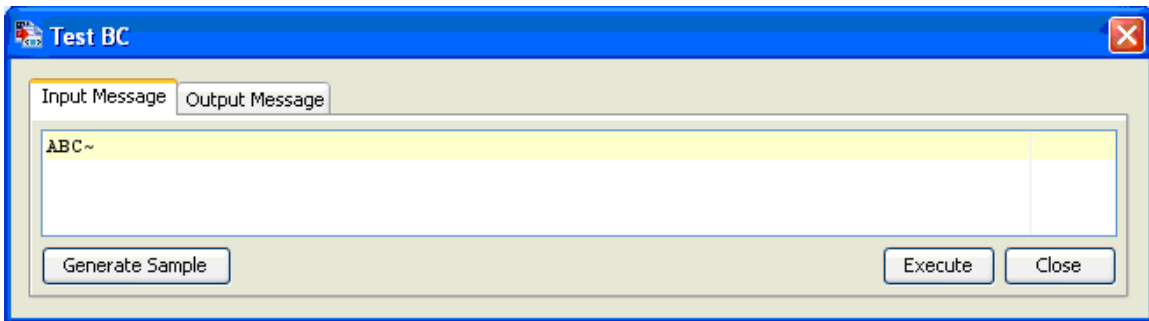 Test BC
Input Message Output Message
ABC~
Generate Sample Execute Close